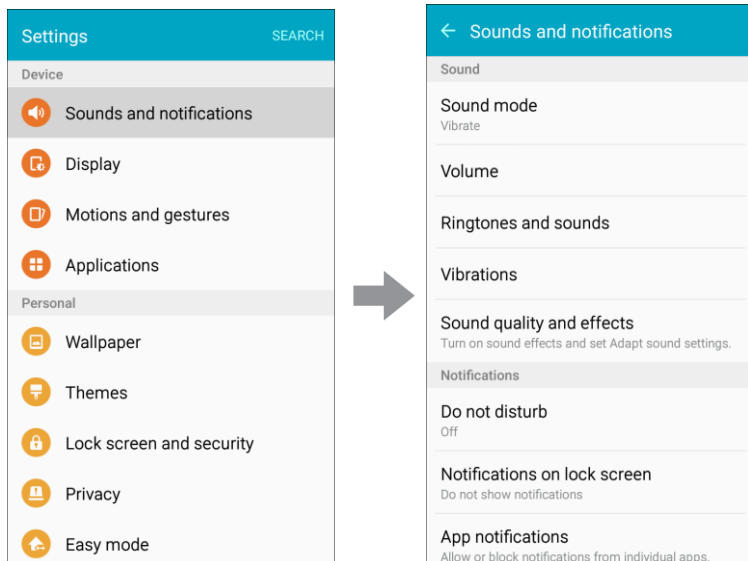 Settings
SEARCH
Device
Sounds and notifications
Display
Motions and gestures
Applications
Personal
Wallpaper
Themes
Lock screen and security
Privacy
Easy mode
Sounds and notifications
Sound
Sound mode
Vibrate
Volume
Ringtones and sounds
Vibrations
Sound quality and effects
Turn on sound effects and set Adapt sound settings.
Notifications
Do not disturb
Off
Notifications on lock screen
Do not show notifications
App notifications
Allow or block notifications from individual apps.